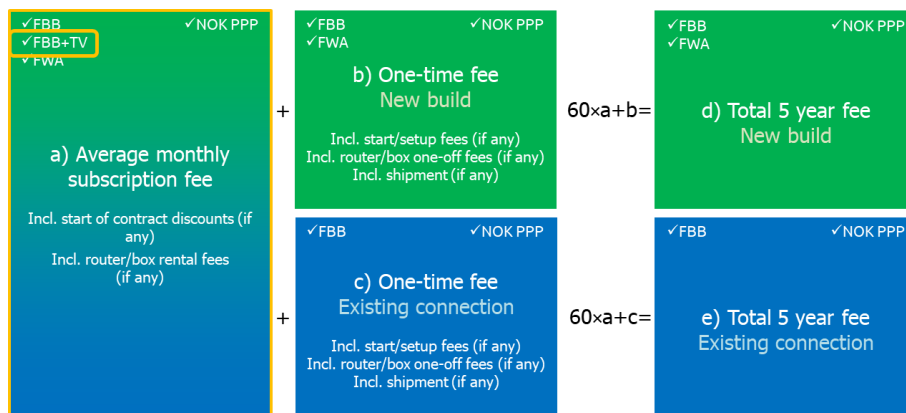 ✓FBB ✓NOK PPP
✓FBB+TV
✓FWA
a) Average monthly
subscription fee
Incl. start of contract discounts (if
any)
Incl. router/box rental fees
(if any)
+
✓FBB ✓NOK PPP
✓FWA
b) One-time fee
New build
Incl. start/setup fees (if any)
Incl. router/box one-off fees (if any)
Incl. shipment (if any)
60×a+b=
✓FBB ✓NOK PPP
✓FWA
d) Total 5 year fee
New build
+
✓FBB ✓NOK PPP
c) One-time fee
Existing connection
Incl. start/setup fees (if any)
Incl. router/box one-off fees (if any)
Incl. shipment (if any)
60×a+c=
✓FBB ✓NOK PPP
e) Total 5 year fee
Existing connection